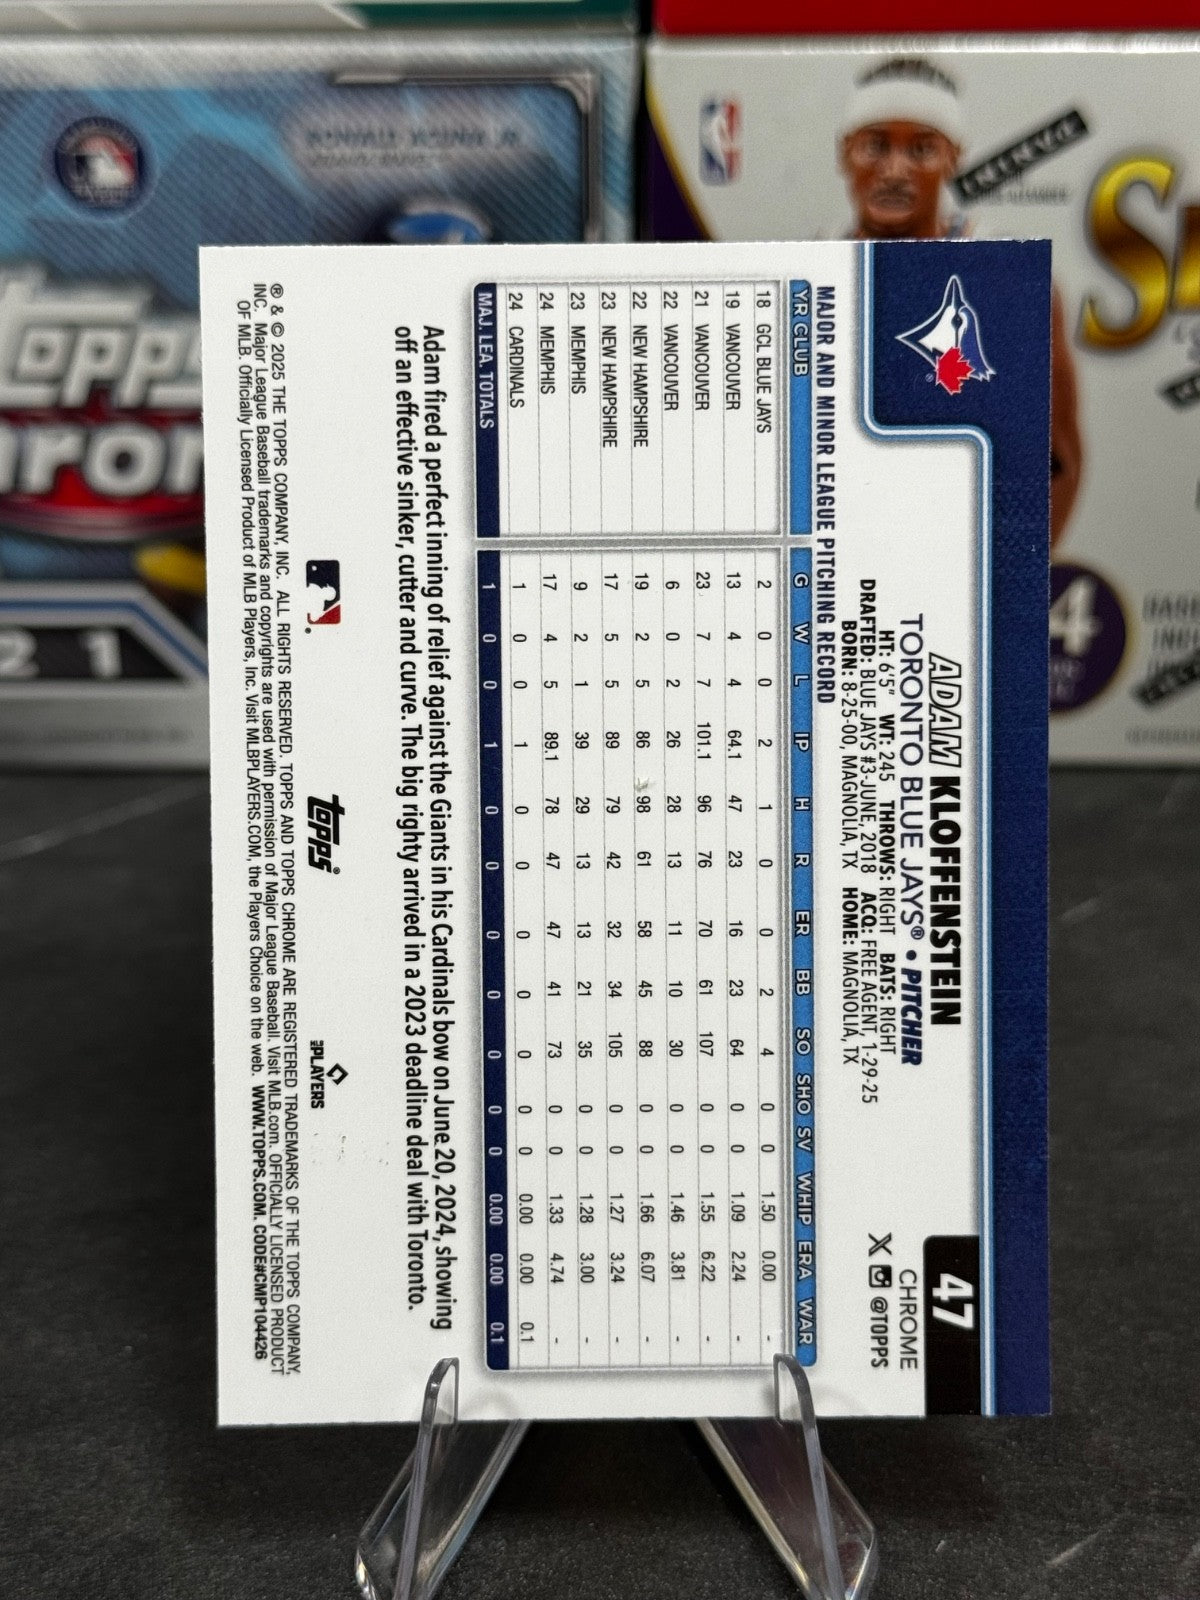 47
CHROME
X @TOPPS
ADAM KLOFFENSTEIN
TORONTO BLUE JAYS® • PITCHER
HT: 6'5" WT: 245 THROWS: RIGHT BATS: RIGHT
DRAFTED: BLUE JAYS #3-JUNE, 2018 ACQ: FREE AGENT, 1-29-25
BORN: 8-25-00, MAGNOLIA, TX HOME: MAGNOLIA, TX
MAJOR AND MINOR LEAGUE PITCHING RECORD
YR CLUB G W L IP H R ER BB SO SHO SV WHIP ERA WAR
18 GCL BLUE JAYS 2 0 0 2 1 0 0 2 4 0 0 1.50 0.00 -
19 VANCOUVER 13 4 4 64.1 47 23 16 23 64 0 0 1.09 2.24 -
21 VANCOUVER 23 7 7 101.1 96 76 70 61 107 0 0 1.55 6.22 -
22 VANCOUVER 6 0 2 26 28 13 11 10 30 0 0 1.46 3.81 -
22 NEW HAMPSHIRE 19 2 5 86 98 61 58 45 88 0 0 1.66 6.07 -
23 NEW HAMPSHIRE 17 5 5 89 79 42 32 34 105 0 0 1.27 3.24 -
23 MEMPHIS 9 2 1 39 29 13 13 21 35 0 0 1.28 3.00 -
24 MEMPHIS 17 4 5 89.1 78 47 47 41 73 0 0 1.33 4.74 -
24 CARDINALS 1 0 0 1 0 0 0 0 0 0 0 0.00 0.00 0.1
MAJ. LEA. TOTALS 1 0 0 1 0 0 0 0 0 0 0 0.00 0.00 0.1
Adam fired a perfect inning of relief against the Giants in his Cardinals bow on June 20, 2024, showing
off an effective sinker, cutter and curve. The big righty arrived in a 2023 deadline deal with Toronto.
topps®
PLAYERS
® & © 2025 THE TOPPS COMPANY, INC. ALL RIGHTS RESERVED. TOPPS AND TOPPS CHROME ARE REGISTERED TRADEMARKS OF THE TOPPS COMPANY,
INC. Major League Baseball trademarks and copyrights are used with permission of Major League Baseball. Visit MLB.com. OFFICIALLY LICENSED PRODUCT
OF MLB. Officially Licensed Product of MLB Players, Inc. Visit MLBPLAYERS.COM, the Players Choice on the web. WWW.TOPPS.COM. CODE#CMP104426
topps